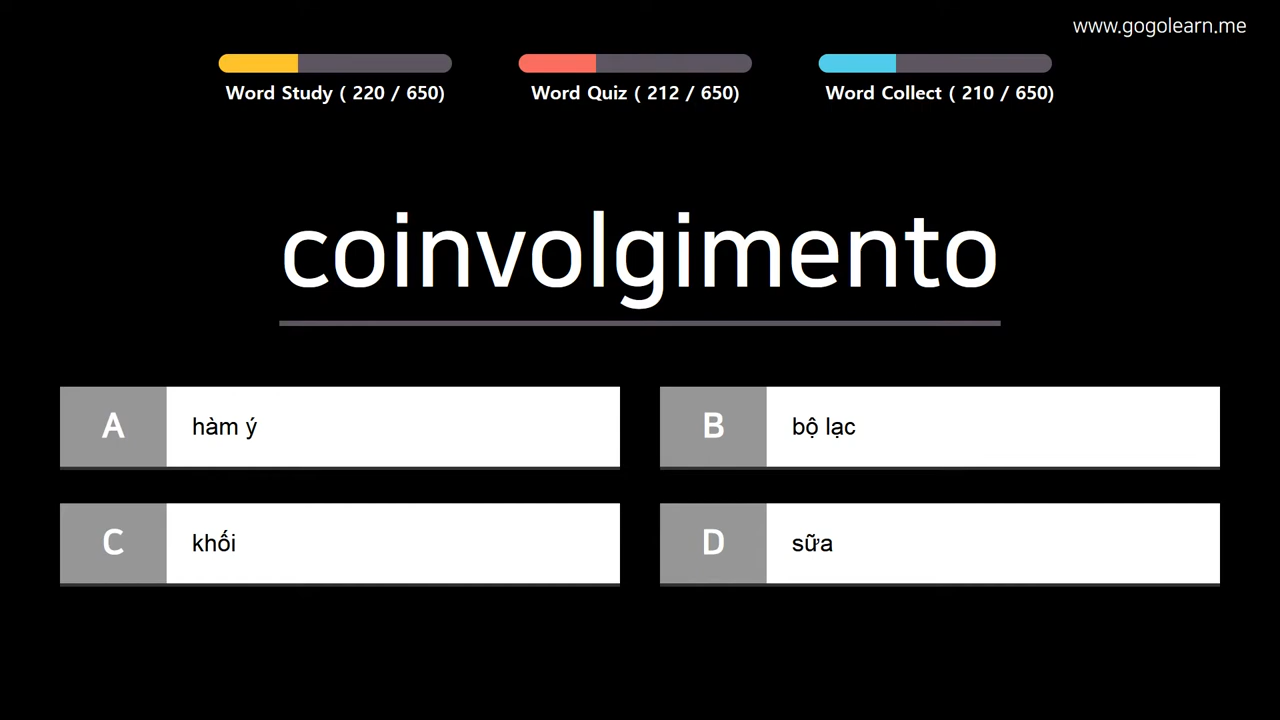 www.gogolearn.me
Word Study ( 220 / 650)
Word Quiz ( 212 / 650)
Word Collect ( 210 / 650)
coinvolgimento
A hàm ý
B bộ lạc
C khối
D sữa